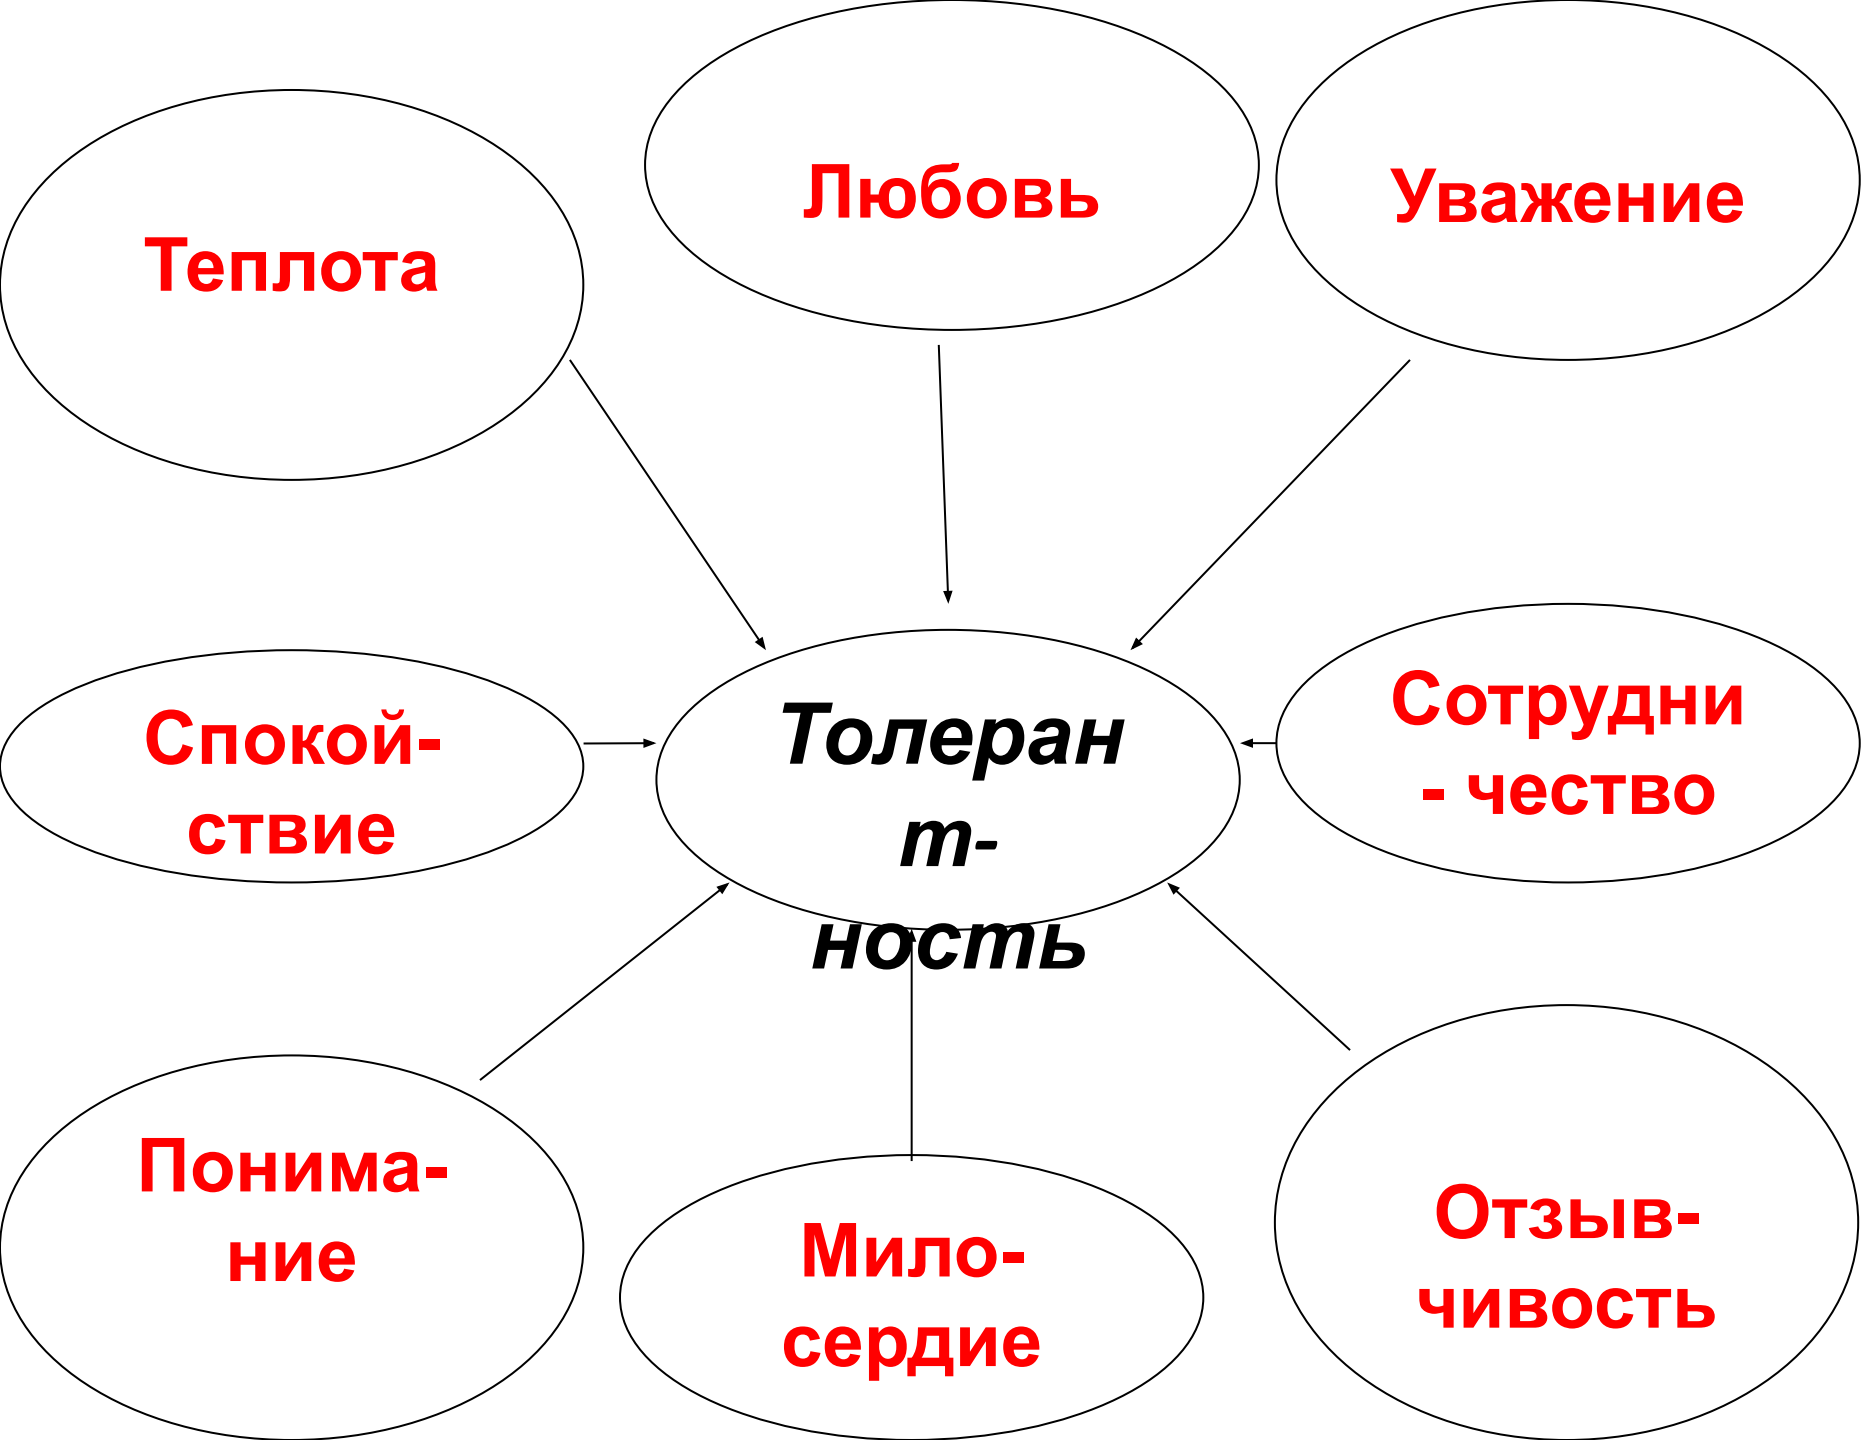 Теплота
Любовь
Уважение
Спокой-
ствие
Толеран
т-
ность
Сотрудни
- чество
Понима-
ние
Мило-
сердие
Отзыв-
чивость